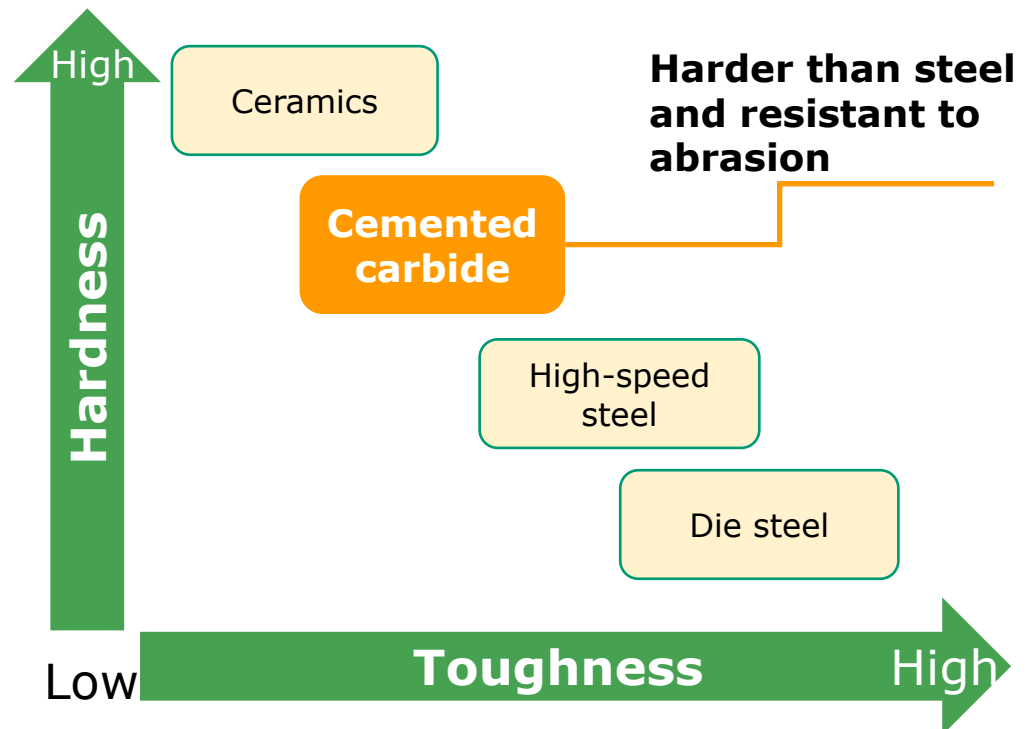 High
Ceramics
Harder than steel
and resistant to
abrasion
Cemented
carbide
Hardness
High-speed
steel
Die steel
Low
Toughness
High